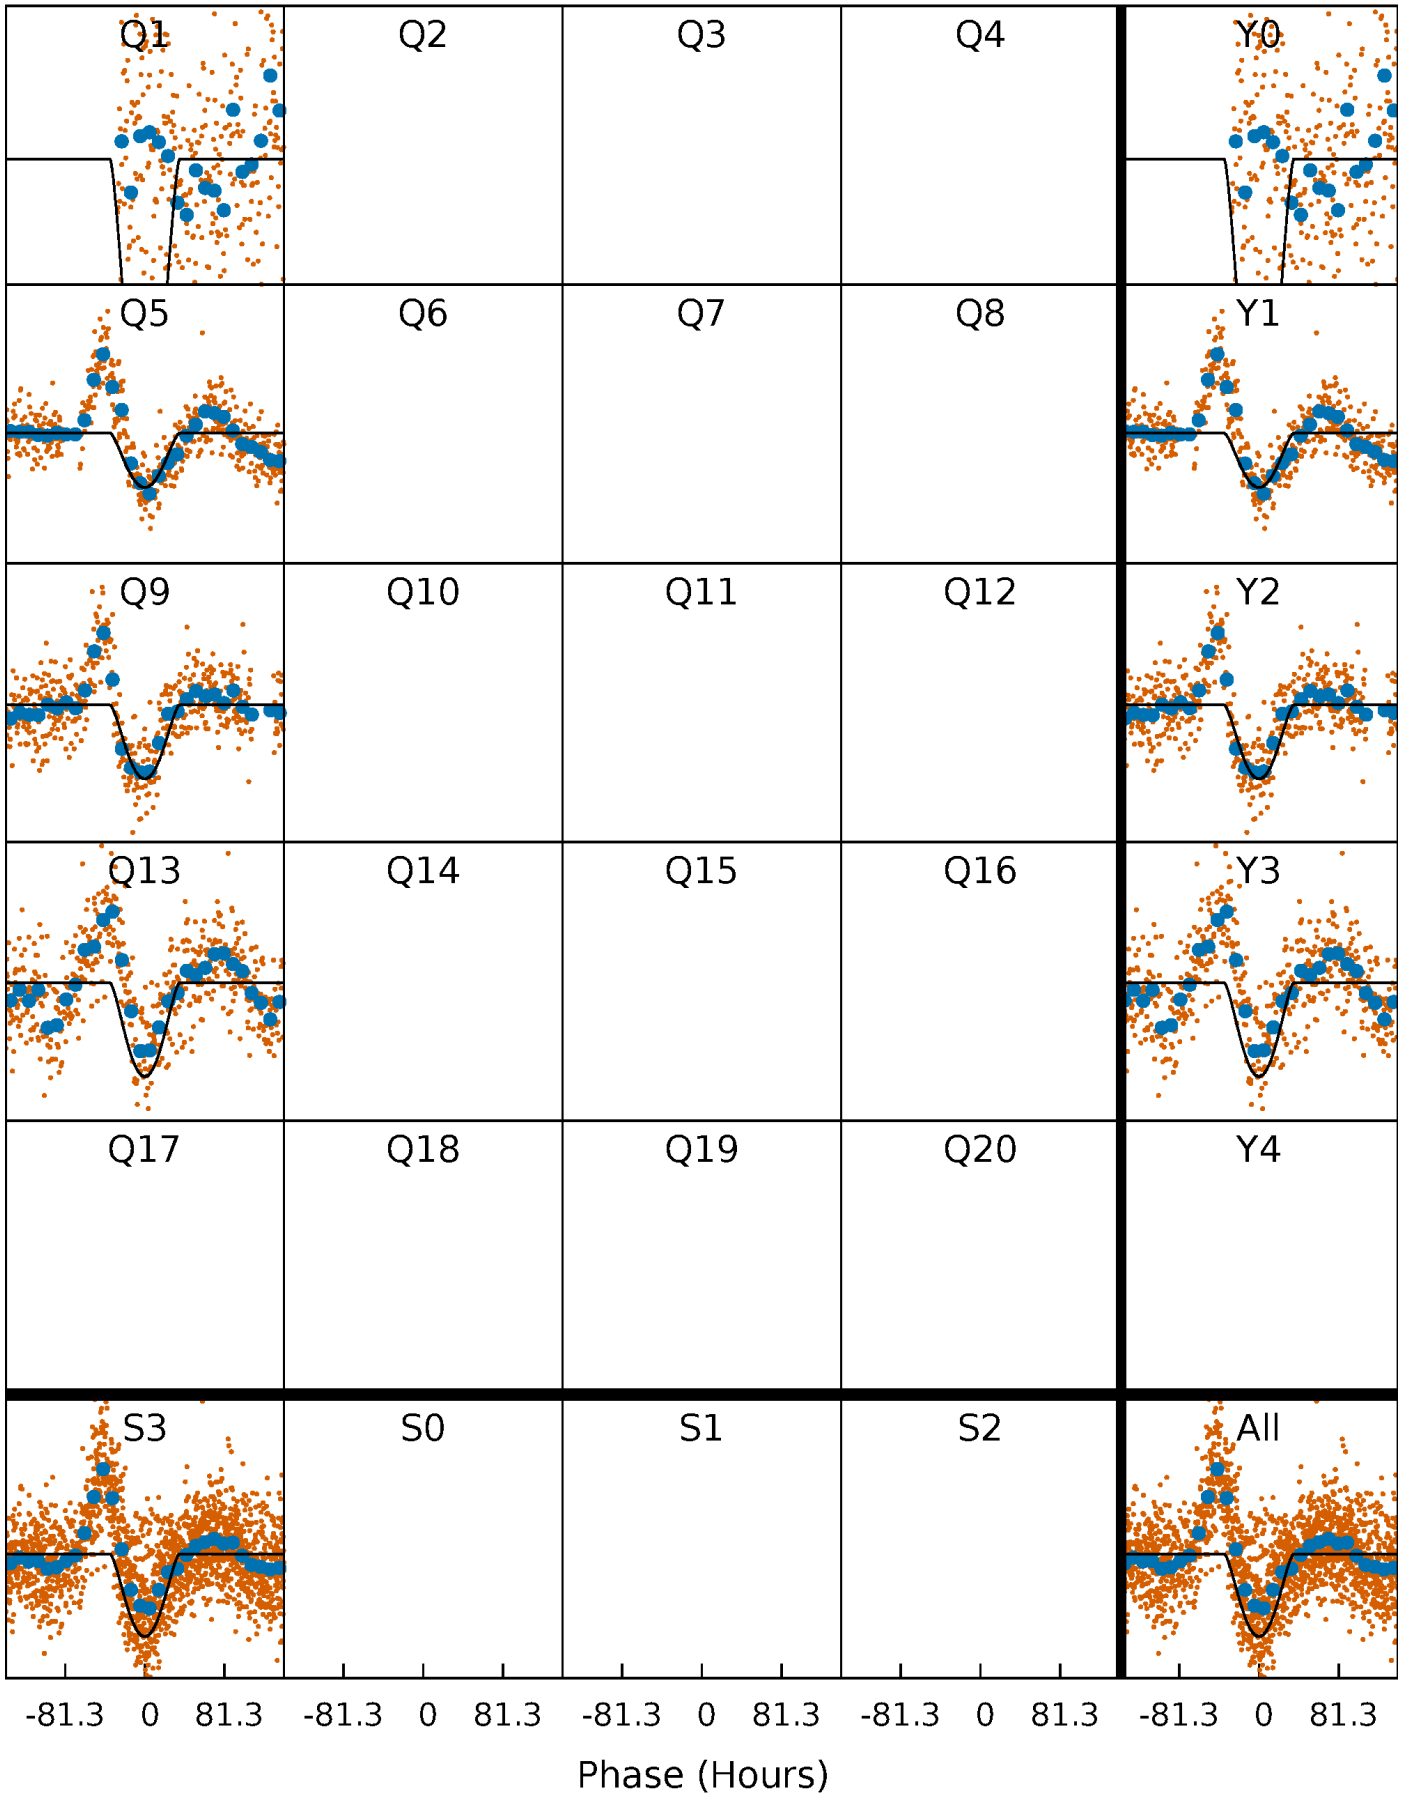 Q1 Q2 Q3 Q4 Y0
Q5 Q6 Q7 Q8 Y1
Q9 Q10 Q11 Q12 Y2
Q13 Q14 Q15 Q16 Y3
Q17 Q18 Q19 Q20 Y4
S3 S0 S1 S2 All
-81.3 0 81.3 -81.3 0 81.3 -81.3 0 81.3 -81.3 0 81.3 -81.3 0 81.3
Phase (Hours)